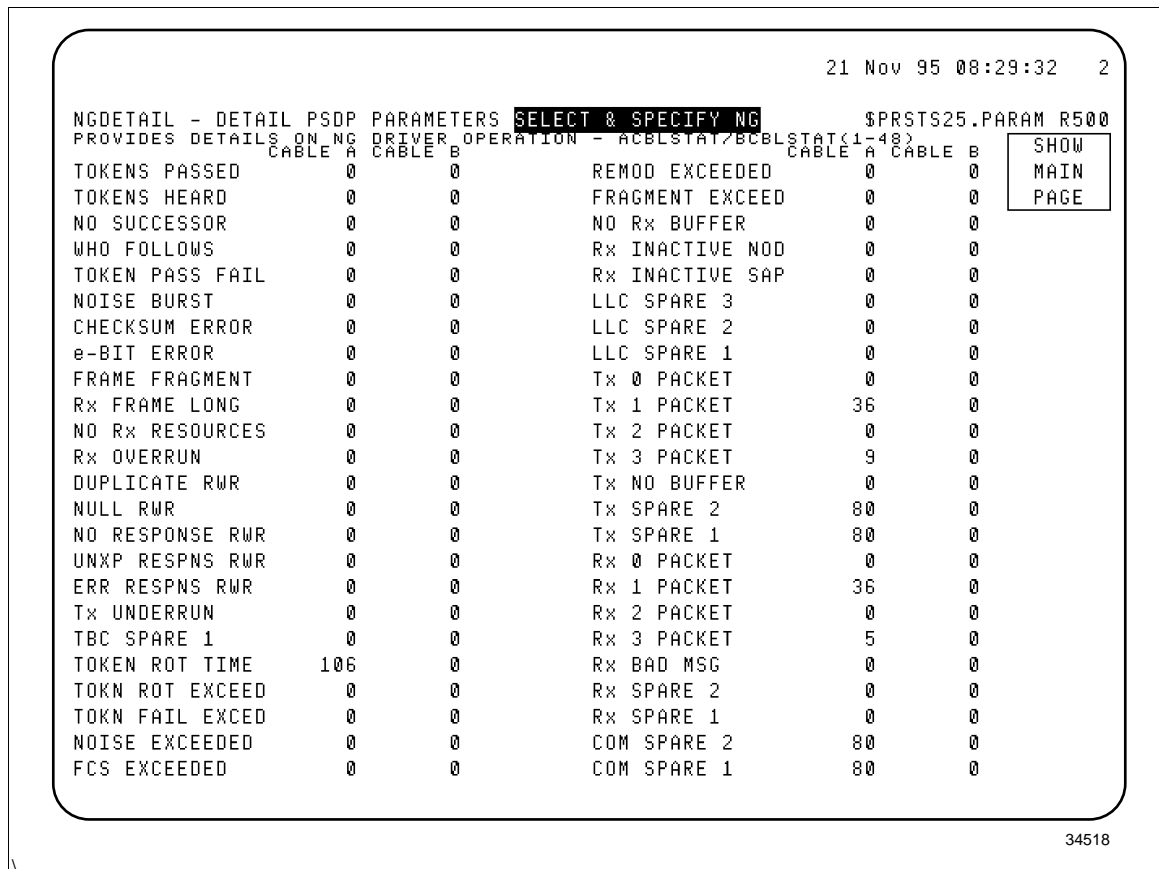 21 Nov 95 08:29:32 2
NGDETAIL - DETAIL PSDP PARAMETERS SELECT & SPECIFY NG $PRSTS25.PARAM R500
PROVIDES DETAILS ON NG DRIVER OPERATION - ACBLSTAT/BCBLSTAT(1-48)
SHOW
MAIN
PAGE
CABLE A CABLE B CABLE A CABLE B
TOKENS PASSED 0 0 REMOD EXCEEDED 0 0
TOKENS HEARD 0 0 FRAGMENT EXCEED 0 0
NO SUCCESSOR 0 0 NO Rx BUFFER 0 0
WHO FOLLOWS 0 0 Rx INACTIVE NOD 0 0
TOKEN PASS FAIL 0 0 Rx INACTIVE SAP 0 0
NOISE BURST 0 0 LLC SPARE 3 0 0
CHECKSUM ERROR 0 0 LLC SPARE 2 0 0
e-BIT ERROR 0 0 LLC SPARE 1 0 0
FRAME FRAGMENT 0 0 Tx 0 PACKET 0 0
Rx FRAME LONG 0 0 Tx 1 PACKET 36 0
NO Rx RESOURCES 0 0 Tx 2 PACKET 0 0
Rx OVERRUN 0 0 Tx 3 PACKET 9 0
DUPLICATE RWR 0 0 Tx NO BUFFER 0 0
NULL RWR 0 0 Tx SPARE 2 80 0
NO RESPONSE RWR 0 0 Tx SPARE 1 80 0
UNXP RESPNS RWR 0 0 Rx 0 PACKET 0 0
ERR RESPNS RWR 0 0 Rx 1 PACKET 36 0
Tx UNDERRUN 0 0 Rx 2 PACKET 0 0
TBC SPARE 1 0 0 Rx 3 PACKET 5 0
TOKEN ROT TIME 106 0 Rx BAD MSG 0 0
TOKN ROT EXCEED 0 0 Rx SPARE 2 0 0
TOKN FAIL EXCED 0 0 Rx SPARE 1 0 0
NOISE EXCEEDED 0 0 COM SPARE 2 80 0
FCS EXCEEDED 0 0 COM SPARE 1 80 0
34518
\